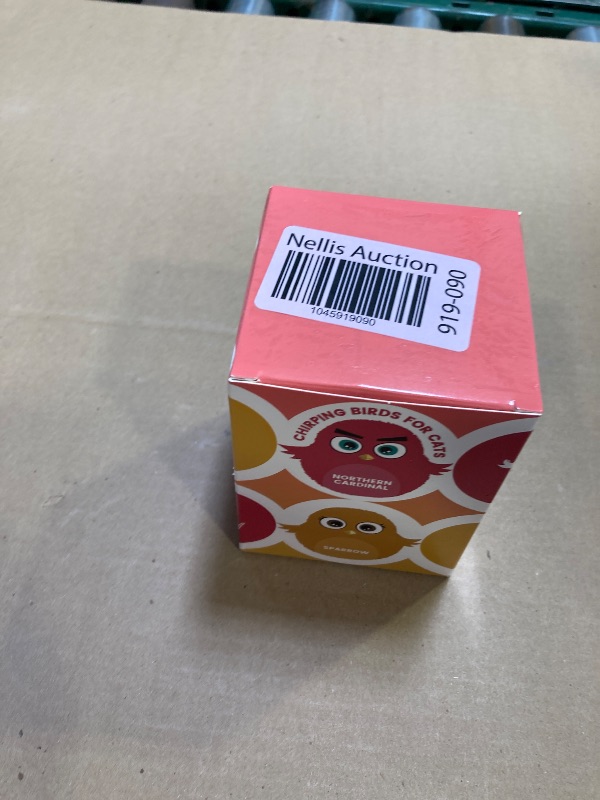 Nellis Auction
1045919090
919-090
CHIRPING BIRDS FOR CATS
NORTHERN
CARDINAL
SPARROW